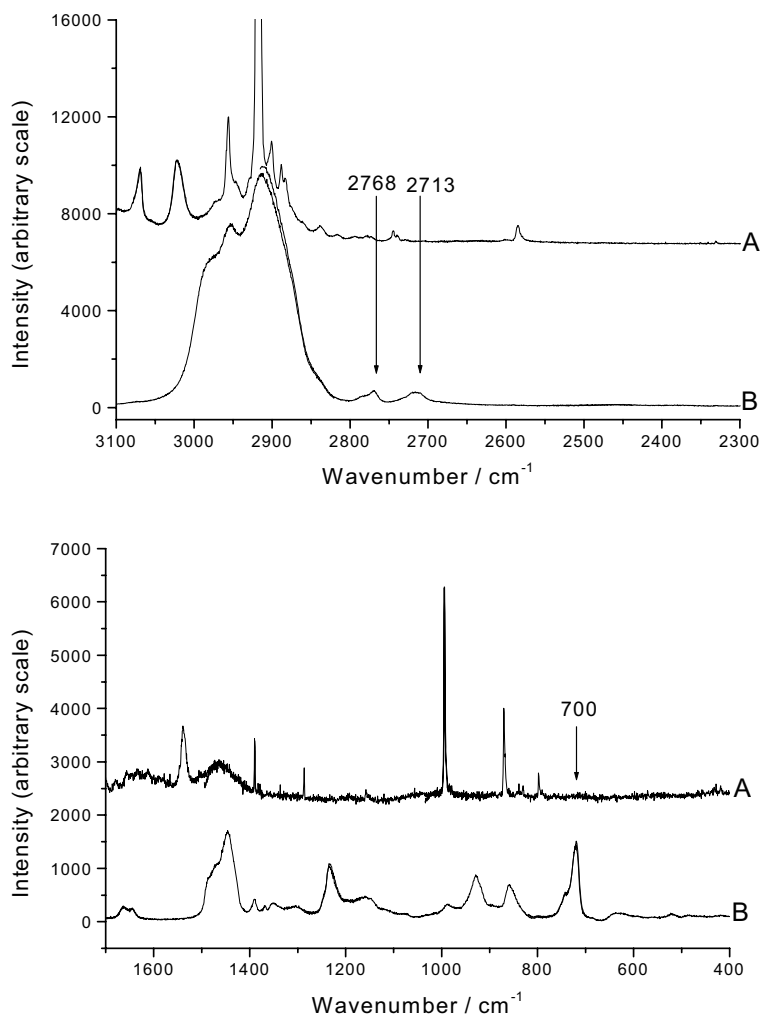 16000
12000
8000
4000
0
Intensity (arbitrary scale)
2768 2713
A
B
3100 3000 2900 2800 2700 2600 2500 2400 2300
Wavenumber / cm-1
7000
6000
5000
4000
3000
2000
1000
0
Intensity (arbitrary scale)
700
A
B
1600 1400 1200 1000 800 600 400
Wavenumber / cm-1